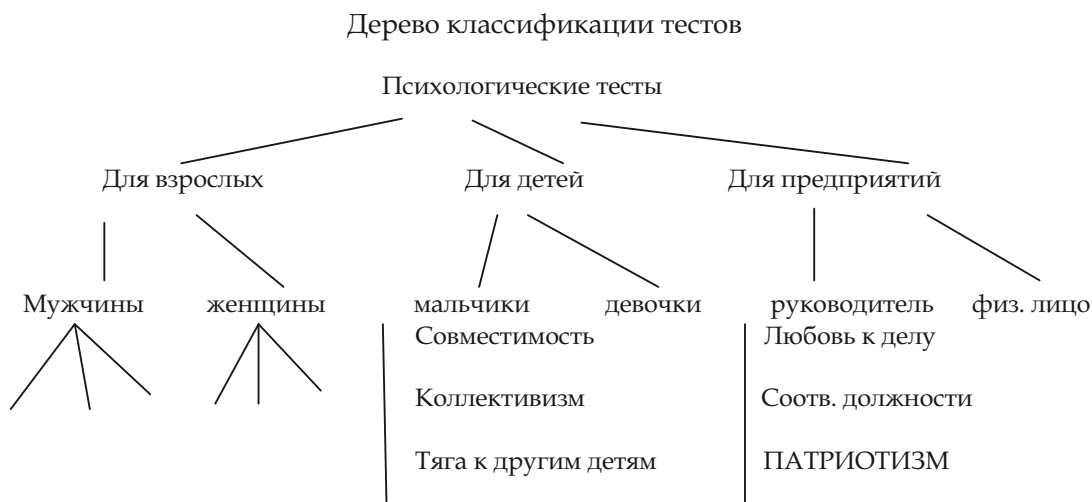 Дерево классификации тестов
Психологические тесты
Для взрослых Для детей Для предприятий
Мужчины женщины мальчики девочки руководитель физ. лицо
Совместимость Любовь к делу
Коллективизм Соотв. должности
Тяга к другим детям ПАТРИОТИЗМ